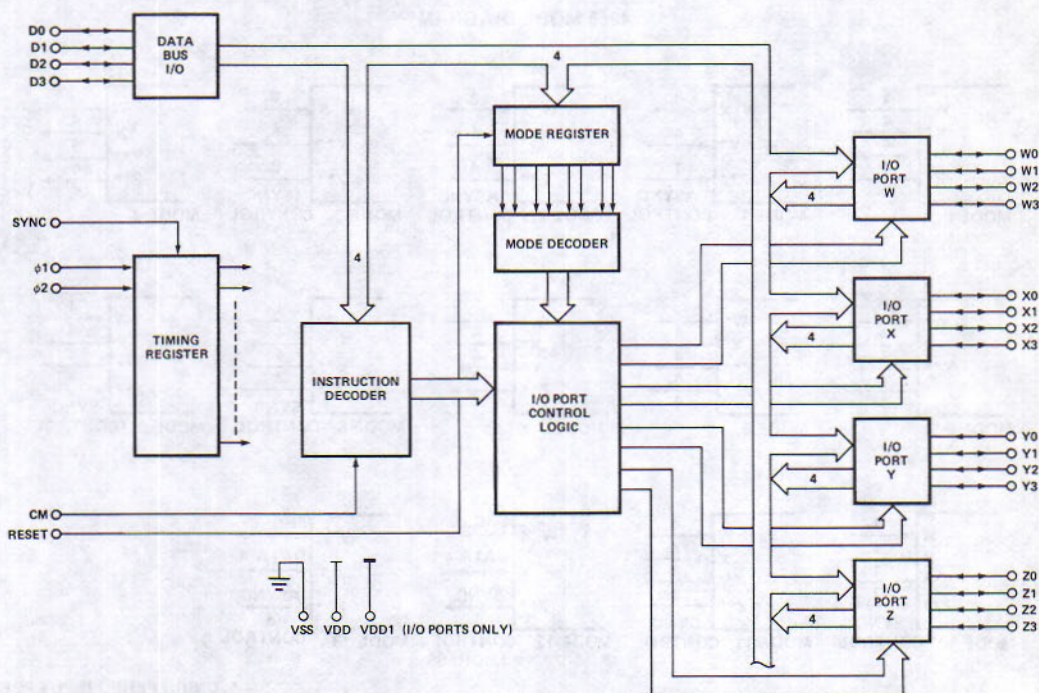 D0
D1
D2
D3
DATA
BUS
I/O
4
MODE REGISTER
MODE DECODER
I/O
PORT
W
4
W0
W1
W2
W3
SYNC
φ1
φ2
TIMING
REGISTER
4
INSTRUCTION
DECODER
I/O PORT
CONTROL
LOGIC
I/O
PORT
X
4
X0
X1
X2
X3
I/O
PORT
Y
4
Y0
Y1
Y2
Y3
CM
RESET
VSS VDD VDD1 (I/O PORTS ONLY)
I/O
PORT
Z
4
Z0
Z1
Z2
Z3